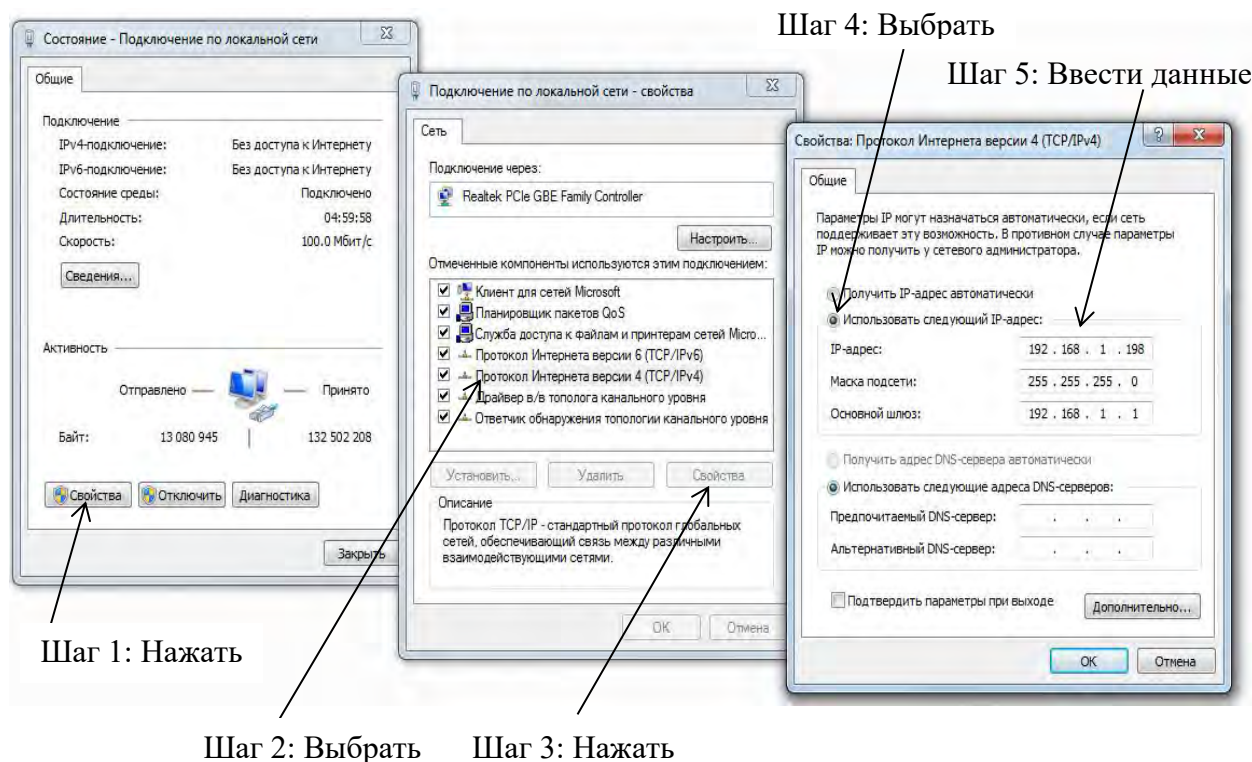 Шаг 4: Выбрать
Шаг 5: Ввести данные
Состояние - Подключение по локальной сети
Общие
Подключение
IPv4-подключение: Без доступа к Интернету
IPv6-подключение: Без доступа к Интернету
Состояние среды: Подключено
Длительность: 04:59:58
Скорость: 100.0 Мбит/с
Сведения...
Активность
Отправлено — — Принято
Байт: 13 080 945 132 502 208
Свойства Отключить Диагностика
Закрыть
Шаг 1: Нажать
Подключение по локальной сети - свойства
Сеть
Подключение через:
Realtek PCIe GBE Family Controller
Настроить...
Отмеченные компоненты используются этим подключением:
Клиент для сетей Microsoft
Планировщик пакетов QoS
Служба доступа к файлам и принтерам сетей Micro...
Протокол Интернета версии 6 (TCP/IPv6)
Протокол Интернета версии 4 (TCP/IPv4)
Драйвер в/в тополога канального уровня
Ответчик обнаружения топологии канального уровня
Установить... Удалить Свойства
Описание
Протокол TCP/IP - стандартный протокол глобальных
сетей, обеспечивающий связь между различными
взаимодействующими сетями.
ОК Отмена
Шаг 2: Выбрать Шаг 3: Нажать
Свойства: Протокол Интернета версии 4 (TCP/IPv4)
Общие
Параметры IP могут назначаться автоматически, если сеть
поддерживает эту возможность. В противном случае параметры
IP можно получить у сетевого администратора.
Получить IP-адрес автоматически
Использовать следующий IP-адрес:
IP-адрес: 192 . 168 . 1 . 198
Маска подсети: 255 . 255 . 255 . 0
Основной шлюз: 192 . 168 . 1 . 1
Получить адрес DNS-сервера автоматически
Использовать следующие адреса DNS-серверов:
Предпочитаемый DNS-сервер: . . .
Альтернативный DNS-сервер: . . .
Подтвердить параметры при выходе
Дополнительно...
ОК Отмена